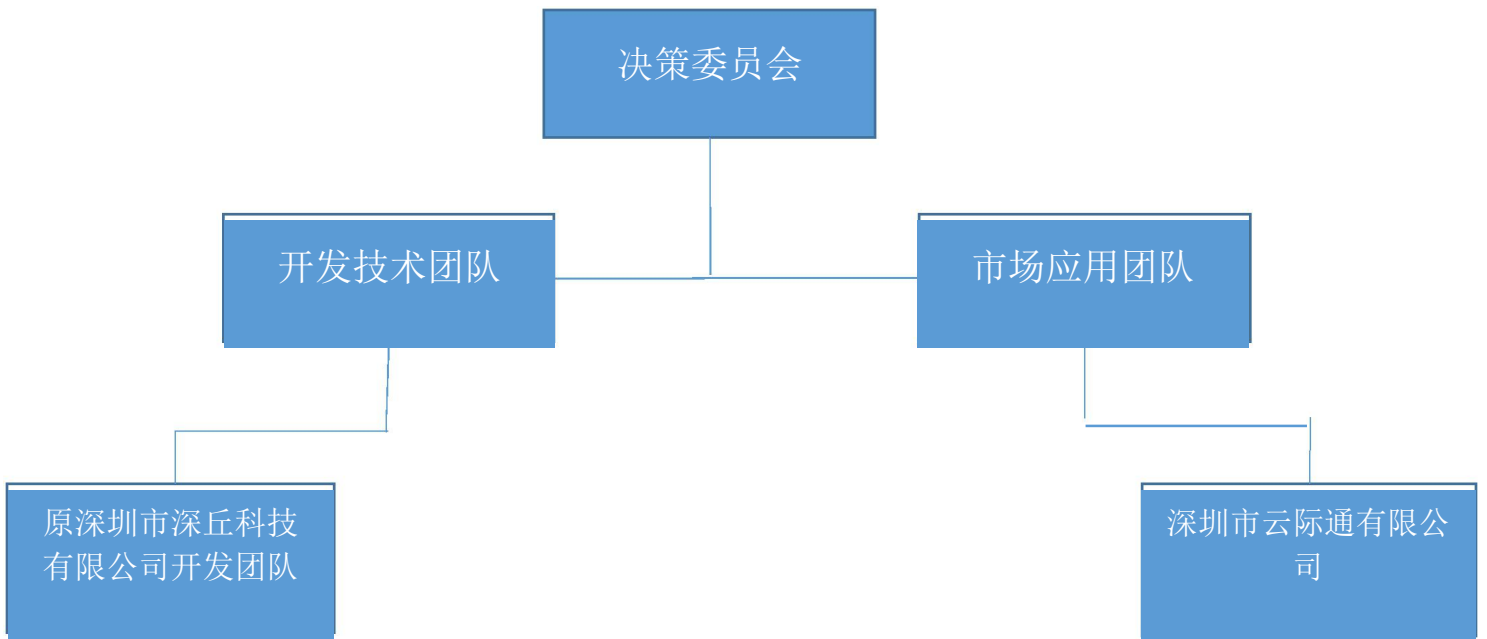 决策委员会
开发技术团队
市场应用团队
原深圳市深丘科技
有限公司开发团队
深圳市云际通有限公
司